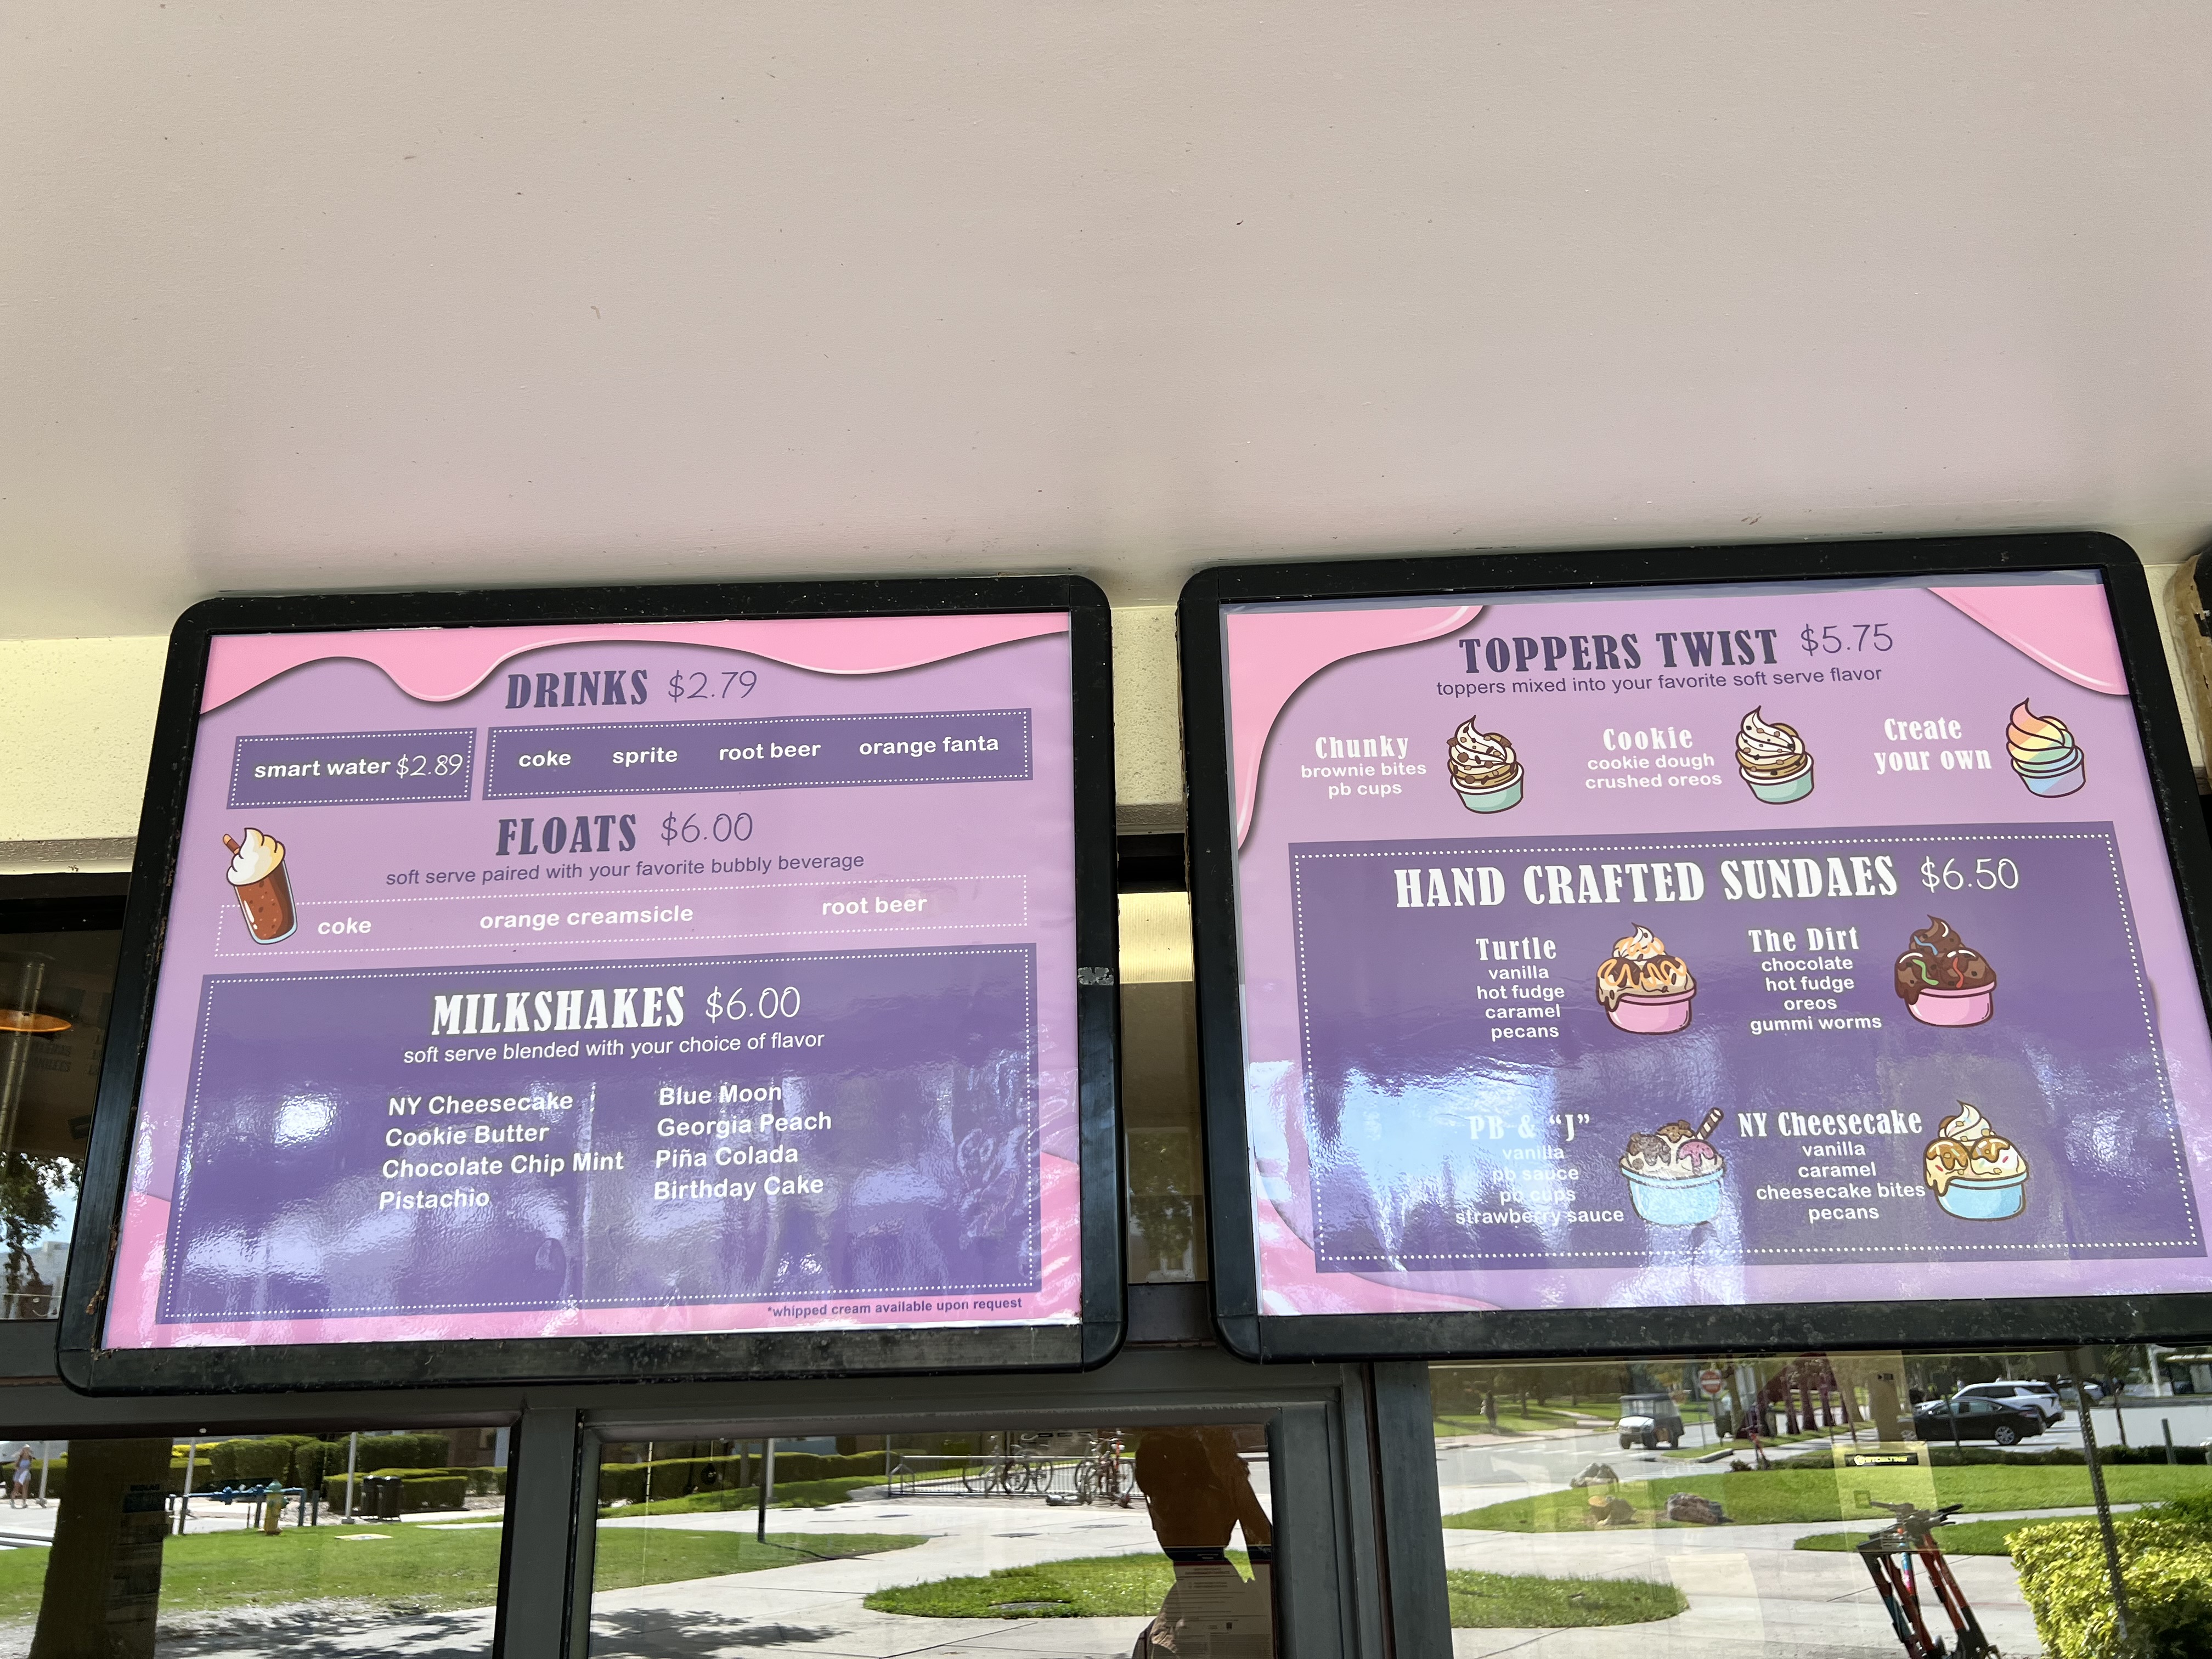 DRINKS $2.79
smart water $2.89
coke sprite root beer orange fanta
FLOATS $6.00
soft serve paired with your favorite bubbly beverage
coke orange creamsicle root beer
MILKSHAKES $6.00
soft serve blended with your choice of flavor
NY Cheesecake
Cookie Butter
Chocolate Chip Mint
Pistachio
Blue Moon
Georgia Peach
Piña Colada
Birthday Cake
*whipped cream available upon request
TOPPERS TWIST $5.75
toppers mixed into your favorite soft serve flavor
Chunky
brownie bites
pb cups
Cookie
cookie dough
crushed oreos
Create
your own
HAND CRAFTED SUNDAES $6.50
Turtle
vanilla
hot fudge
caramel
pecans
The Dirt
chocolate
hot fudge
oreos
gummi worms
PB & “J”
vanilla
pb sauce
pb cups
strawberry sauce
NY Cheesecake
vanilla
caramel
cheesecake bites
pecans